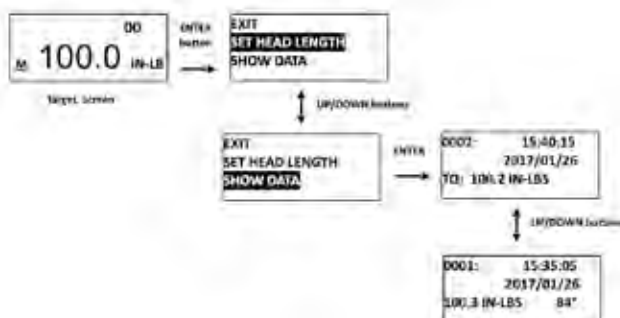 00
M 100.0 IN-LB
Target Screen
ENTER
button
EXIT
SET HEAD LENGTH
SHOW DATA
UP/DOWN buttons
EXIT
SET HEAD LENGTH
SHOW DATA
ENTER
0002: 15:40:15
2017/01/26
TQ: 100.2 IN-LBS
UP/DOWN buttons
0001: 15:35:05
2017/01/26
100.3 IN-LBS 84°